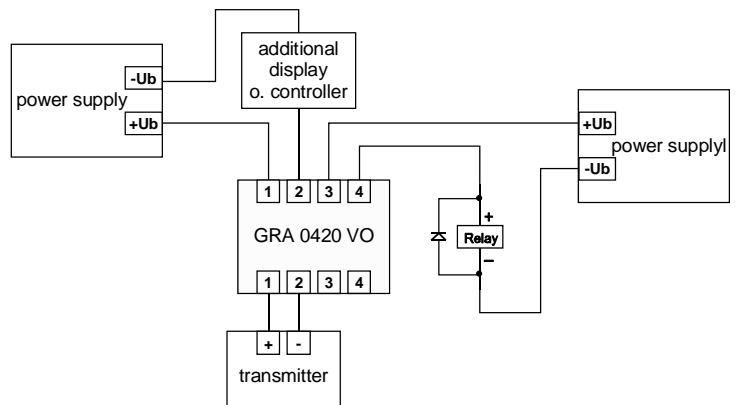 additional
display
o. controller
power supply
-Ub
+Ub
+Ub
-Ub
power supplyl
1 2 3 4
GRA 0420 VO
+
Relay
–
1 2 3 4
+ -
transmitter